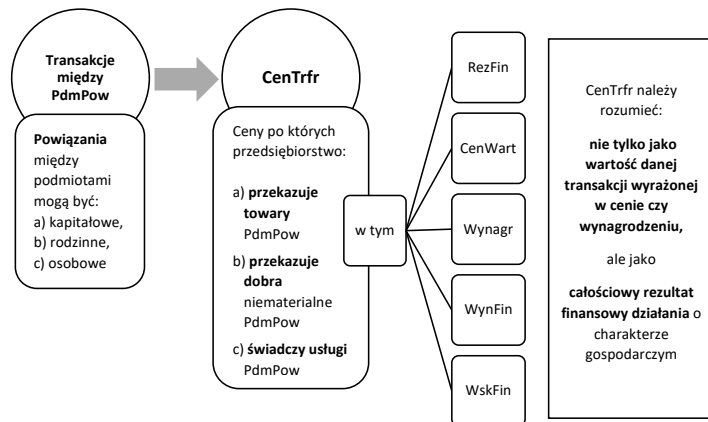 Transakcje
między
PdmPow
Powiązania
między
podmiotami
mogą być:
a) kapitałowe,
b) rodzinne,
c) osobowe
CenTrfr
Ceny po których
przedsiębiorstwo:
a) przekazuje
towary
PdmPow
b) przekazuje
dobra
niematerialne
PdmPow
c) świadczy usługi
PdmPow
w tym
RezFin
CenWart
Wynagr
WynFin
WskFin
CenTrfr należy
rozumieć:
nie tylko jako
wartość danej
transakcji wyrażonej
w cenie czy
wynagrodzeniu,
ale jako
całościowy rezultat
finansowy działania o
charakterze
gospodarczym